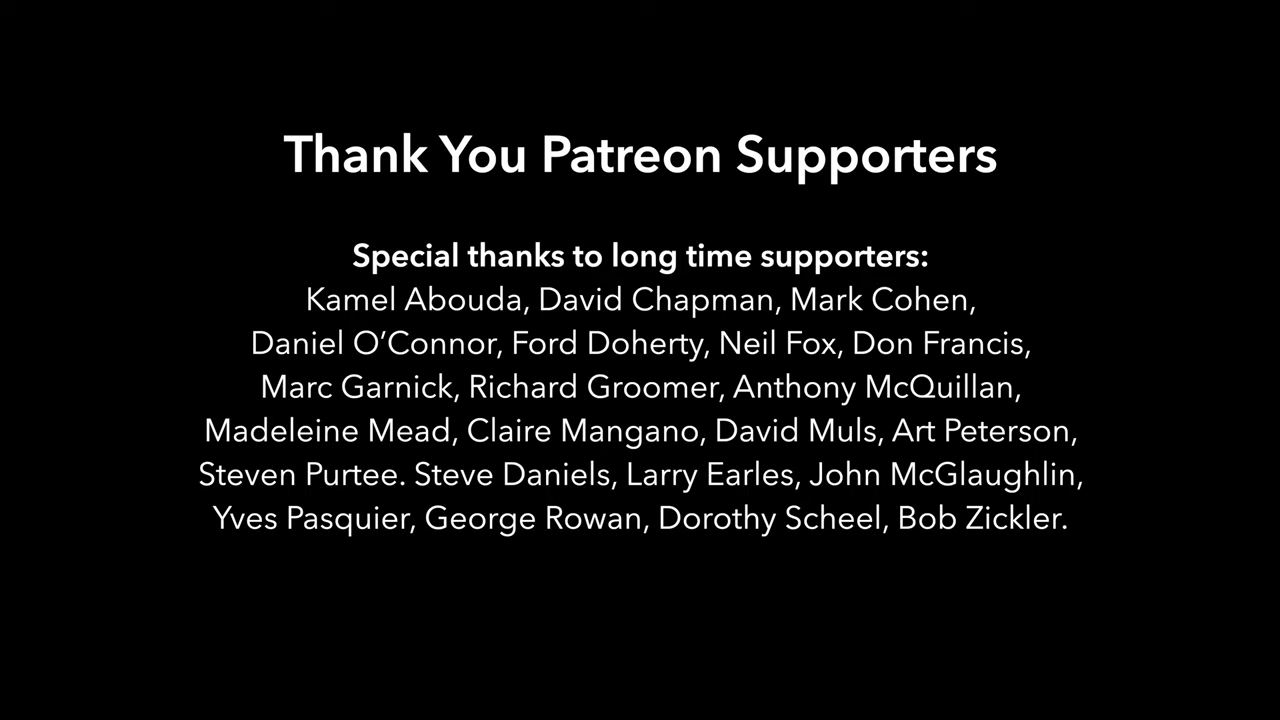 Thank You Patreon Supporters
Special thanks to long time supporters:
Kamel Abouda, David Chapman, Mark Cohen,
Daniel O’Connor, Ford Doherty, Neil Fox, Don Francis,
Marc Garnick, Richard Groomer, Anthony McQuillan,
Madeleine Mead, Claire Mangano, David Muls, Art Peterson,
Steven Purtee. Steve Daniels, Larry Earles, John McGlaughlin,
Yves Pasquier, George Rowan, Dorothy Scheel, Bob Zickler.